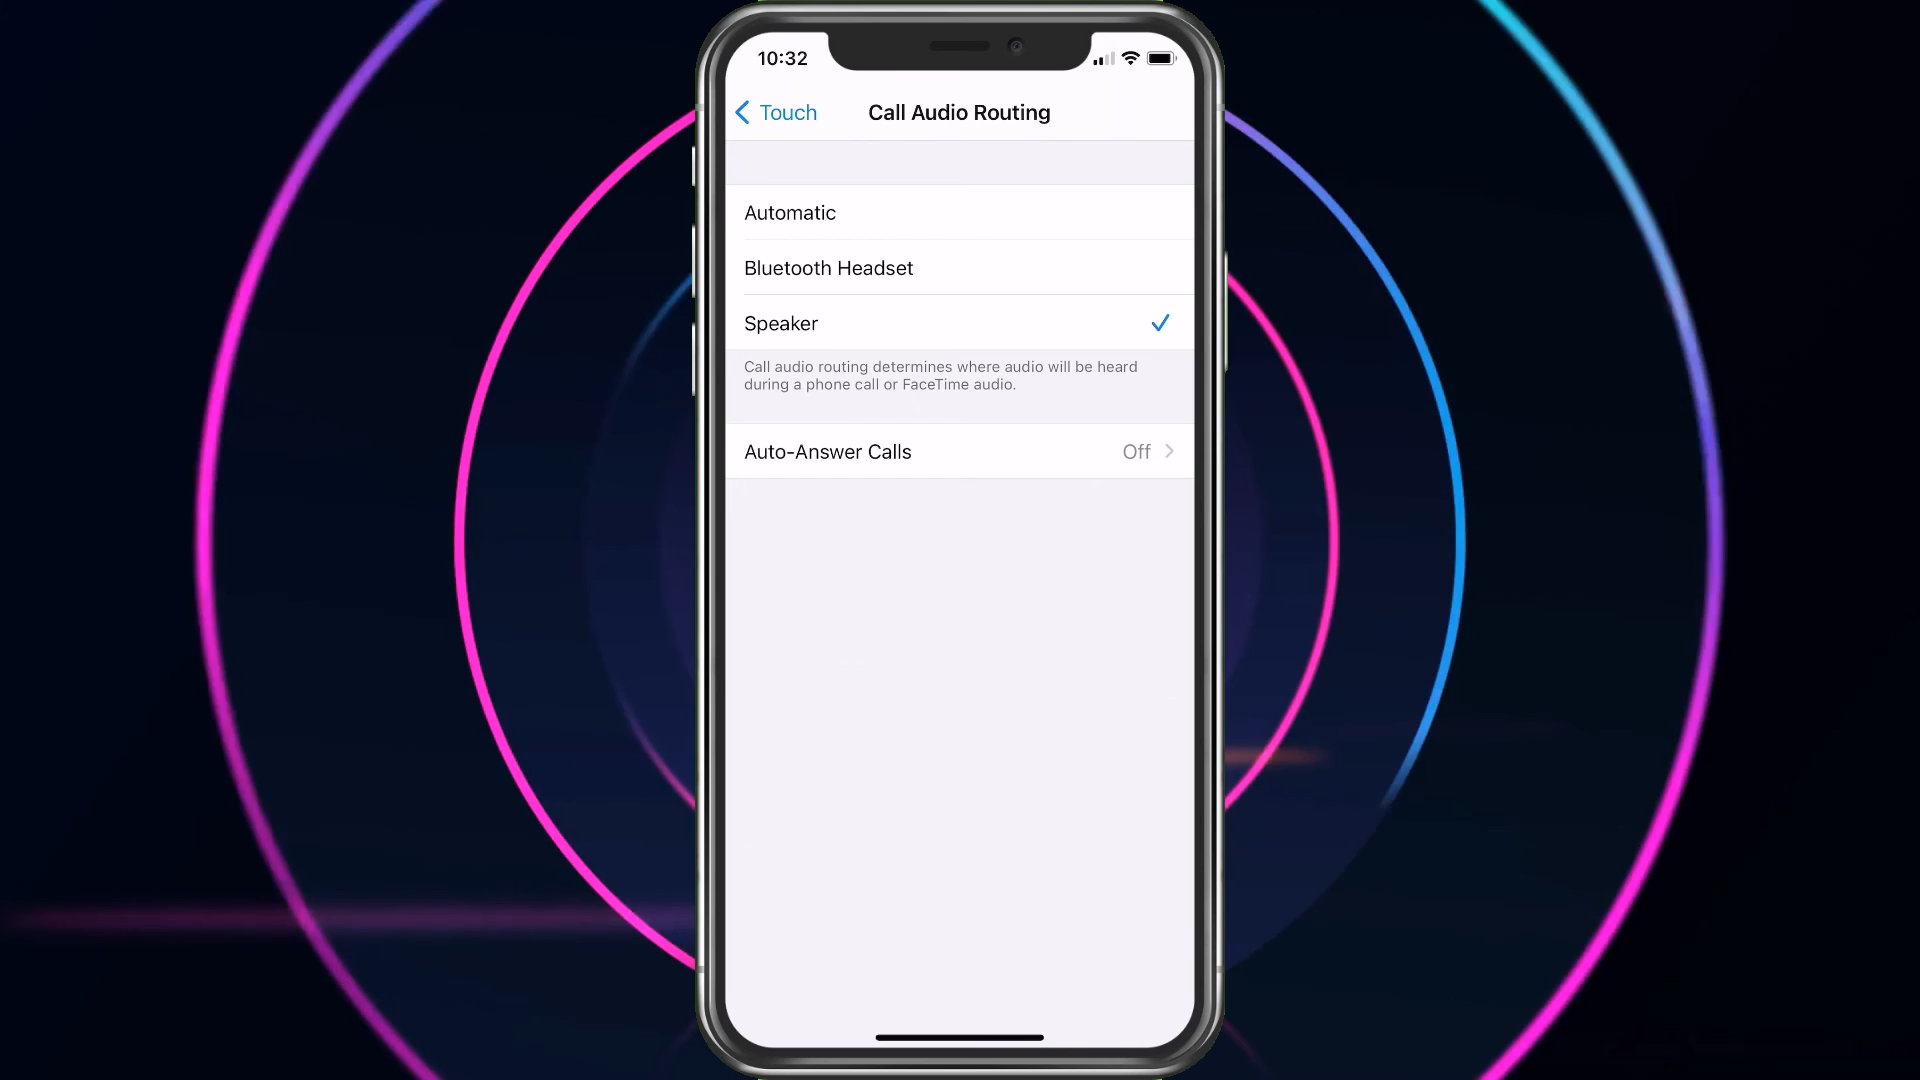 10:32
Touch
Call Audio Routing
Automatic
Bluetooth Headset
Speaker
Call audio routing determines where audio will be heard
during a phone call or FaceTime audio.
Auto-Answer Calls Off